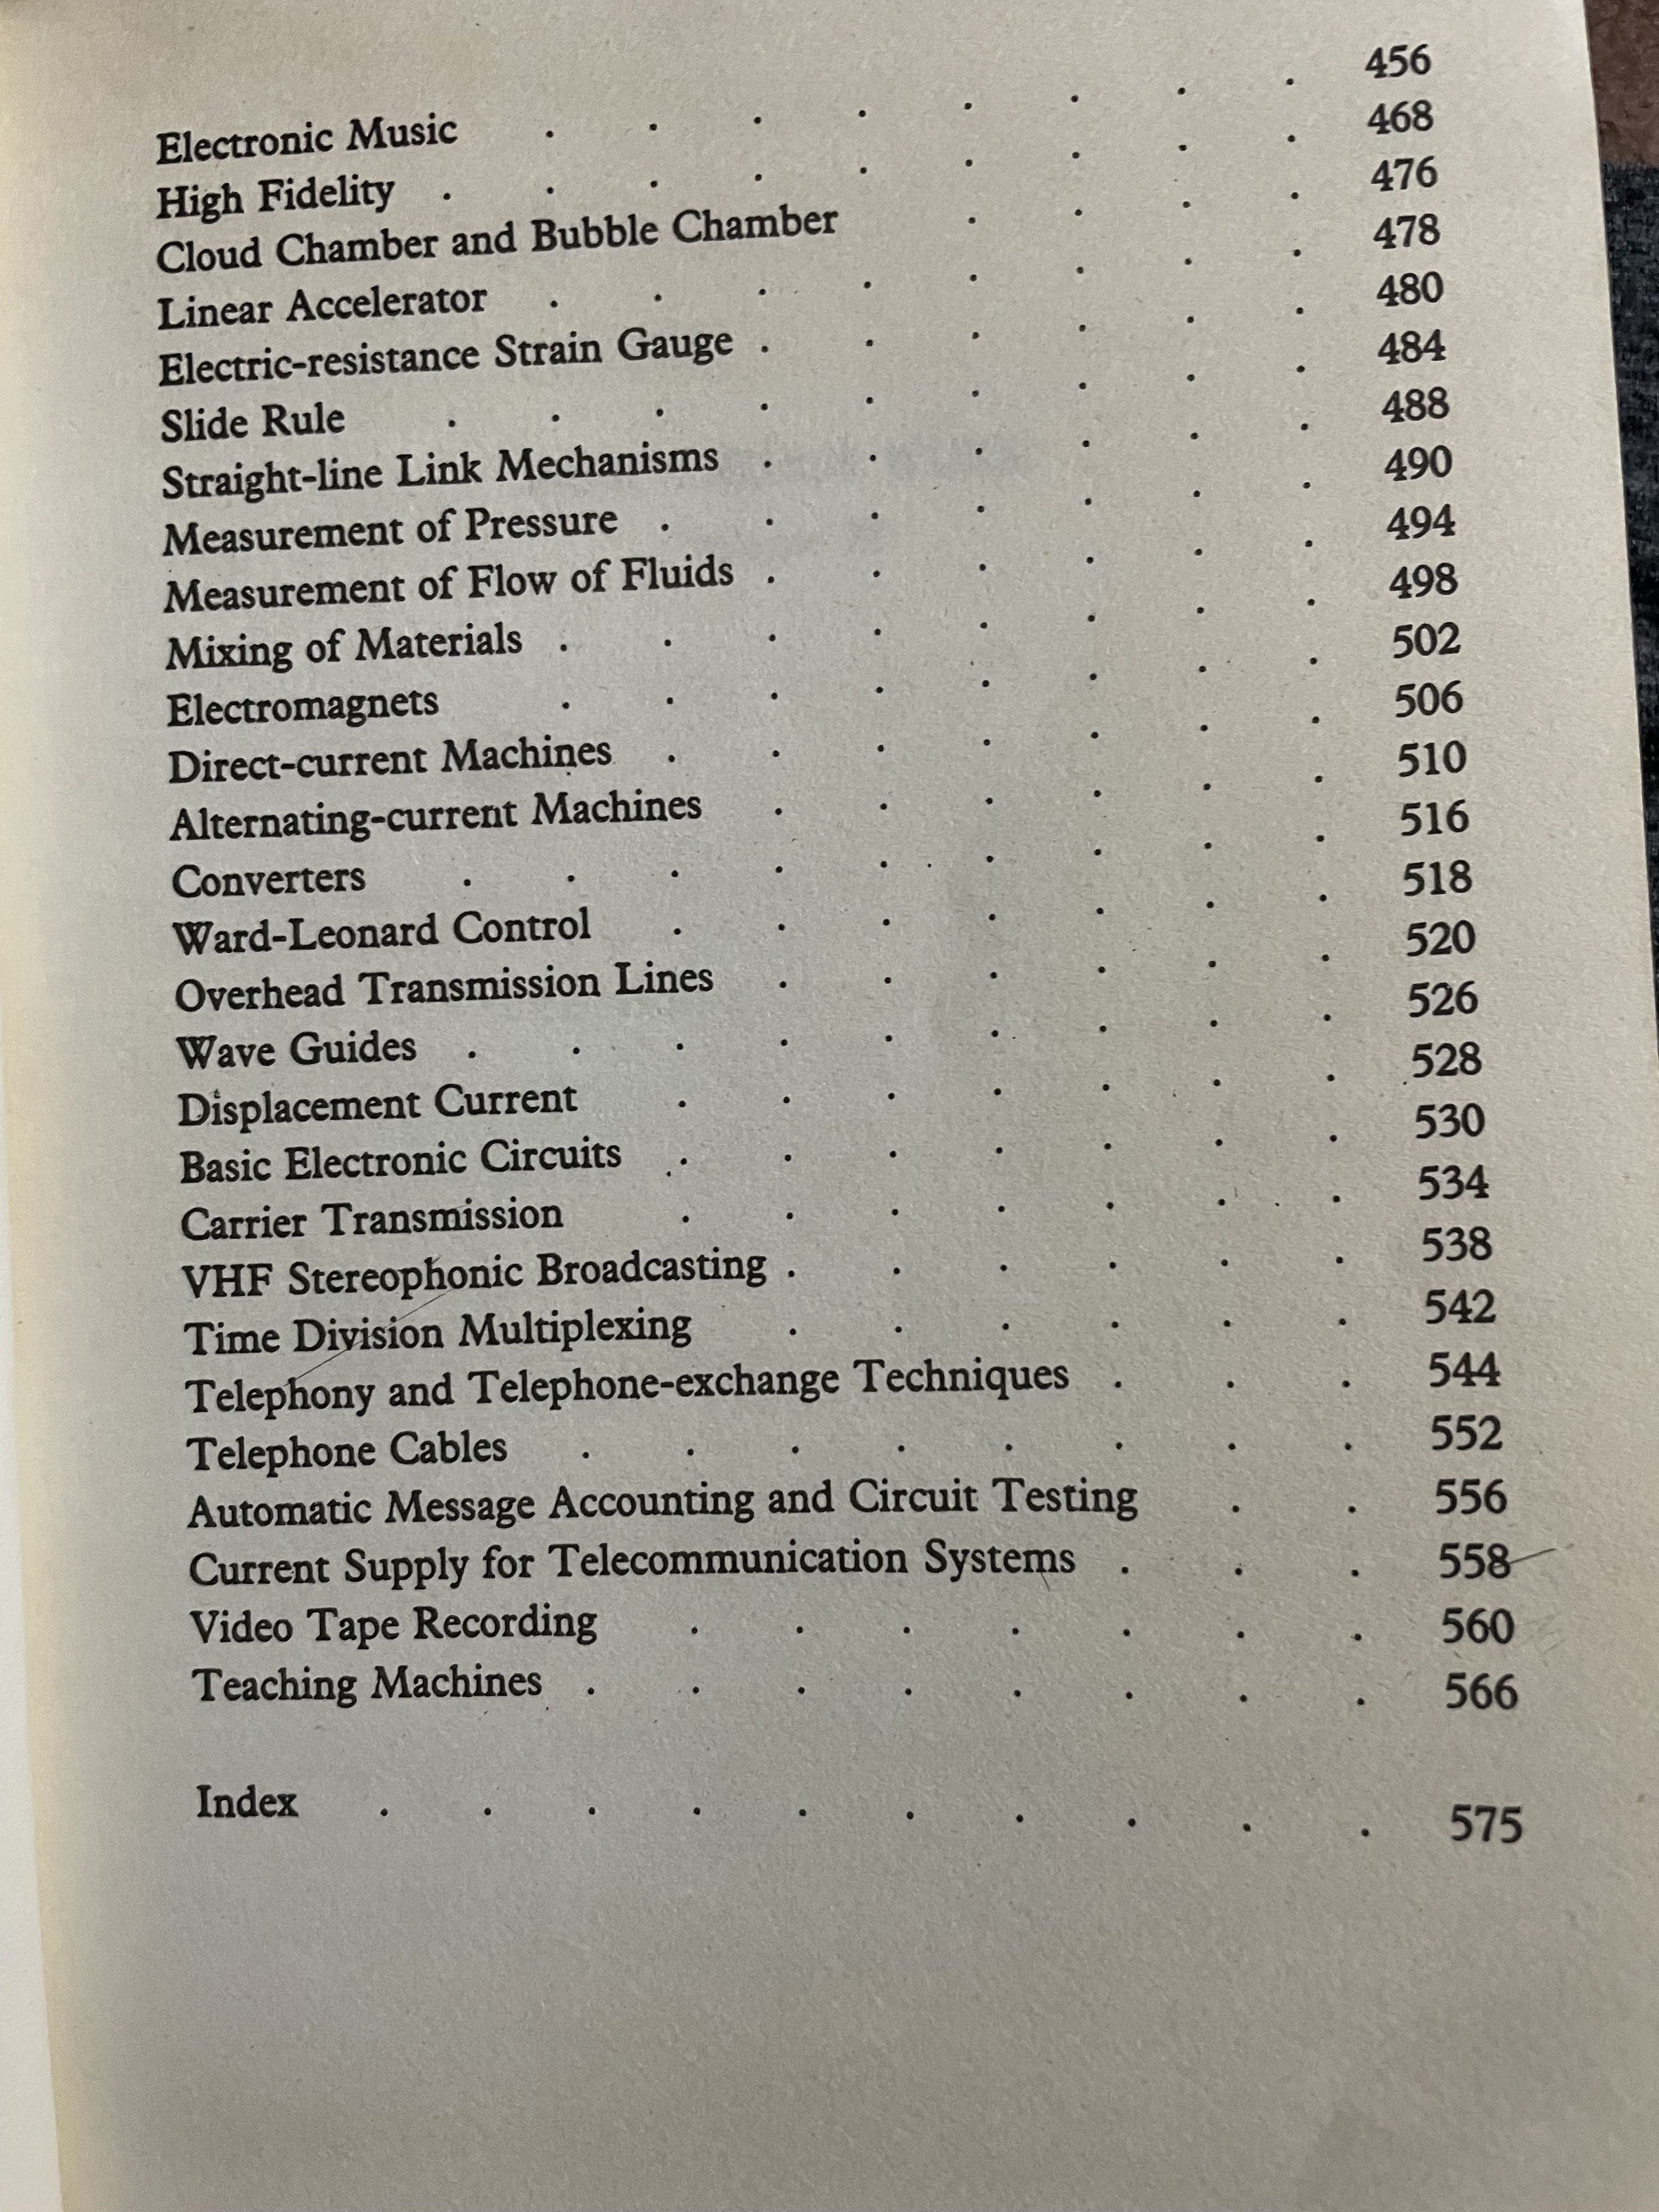 Electronic Music . . . . . . . . 456
High Fidelity . . . . . . . . . 468
Cloud Chamber and Bubble Chamber . . . . 476
Linear Accelerator . . . . . . . . 478
Electric-resistance Strain Gauge . . . . . . 480
Slide Rule . . . . . . . . . 484
Straight-line Link Mechanisms . . . . . . 488
Measurement of Pressure . . . . . . . 490
Measurement of Flow of Fluids . . . . . . 494
Mixing of Materials . . . . . . . . 498
Electromagnets . . . . . . . . 502
Direct-current Machines . . . . . . . 506
Alternating-current Machines . . . . . . 510
Converters . . . . . . . . . 516
Ward-Leonard Control . . . . . . . 518
Overhead Transmission Lines . . . . . . 520
Wave Guides . . . . . . . . . 526
Displacement Current . . . . . . . 528
Basic Electronic Circuits . . . . . . . 530
Carrier Transmission . . . . . . . 534
VHF Stereophonic Broadcasting . . . . . . 538
Time Division Multiplexing . . . . . . 542
Telephony and Telephone-exchange Techniques . . . 544
Telephone Cables . . . . . . . . 552
Automatic Message Accounting and Circuit Testing . . 556
Current Supply for Telecommunication Systems . . . 558
Video Tape Recording . . . . . . . 560
Teaching Machines . . . . . . . . 566
Index . . . . . . . . . . 575